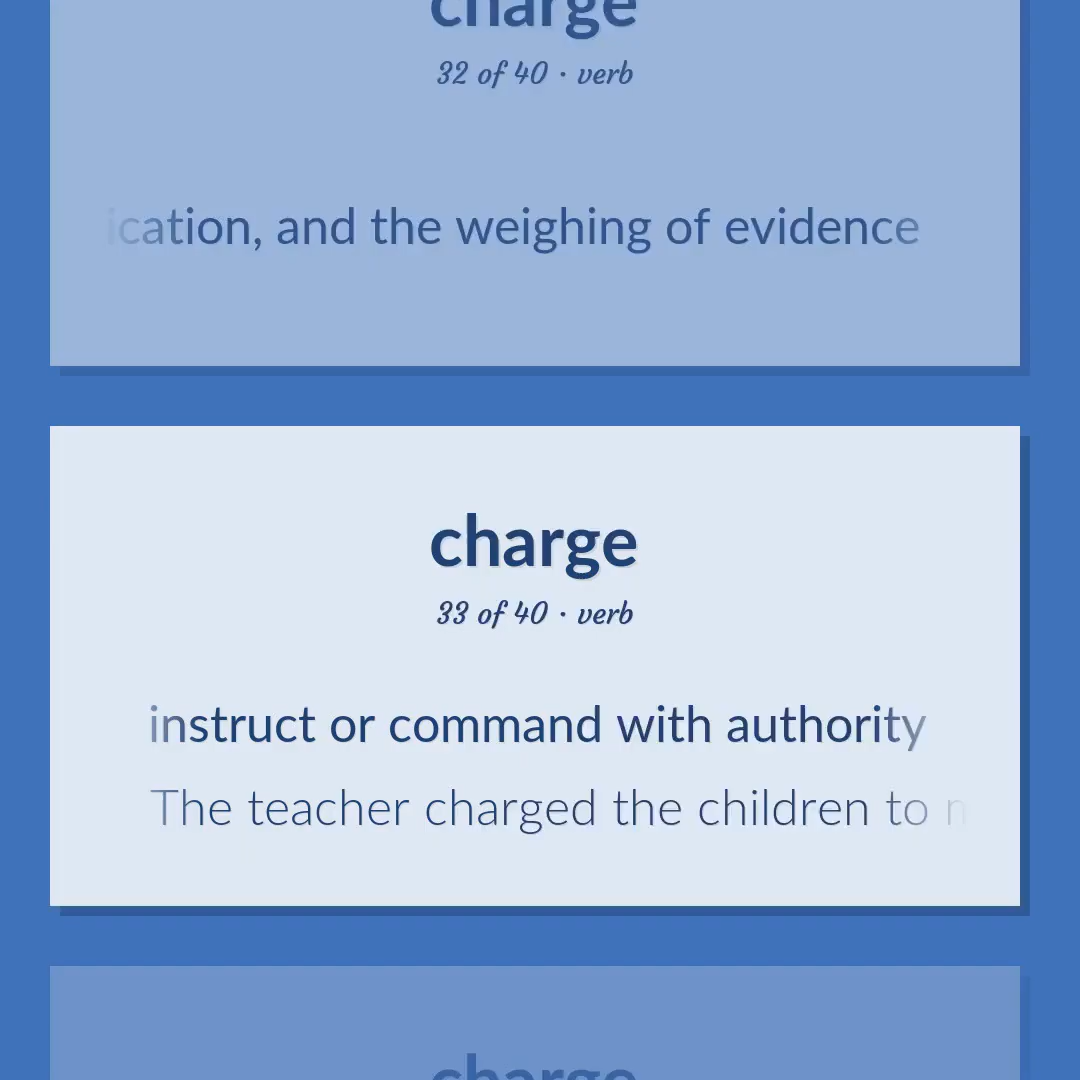 charge
32 of 40 · verb
ication, and the weighing of evidence
charge
33 of 40 · verb
instruct or command with authority
The teacher charged the children to
charge